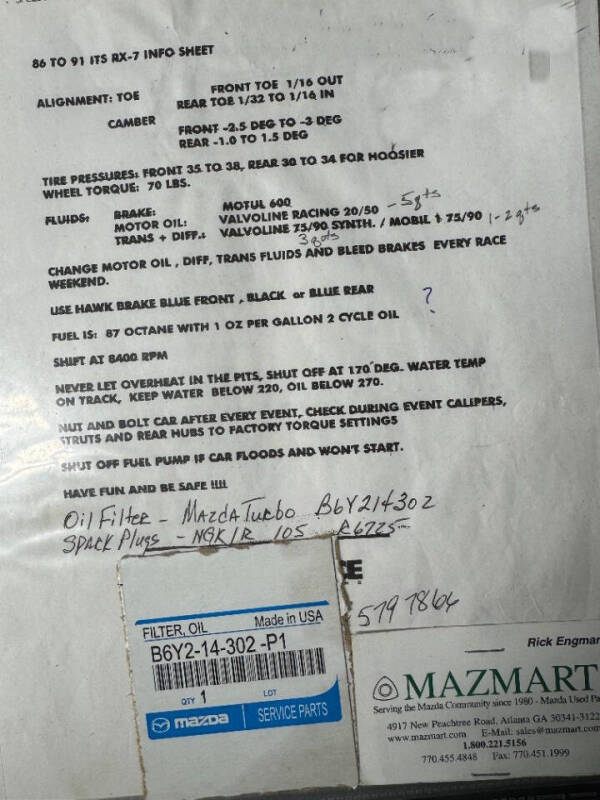 86 TO 91 ITS RX-7 INFO SHEET
ALIGNMENT: TOE FRONT TOE 1/16 OUT
REAR TOE 1/32 TO 1/16 IN
CAMBER FRONT -2.5 DEG TO -3 DEG
REAR -1.0 TO 1.5 DEG
TIRE PRESSURES: FRONT 35 TO 38, REAR 30 TO 34 FOR HOOSIER
WHEEL TORQUE: 70 LBS.
FLUIDS: BRAKE: MOTUL 600
MOTOR OIL: VALVOLINE RACING 20/50 - 5qts
TRANS + DIFF.: VALVOLINE 75/90 SYNTH. / MOBIL 1 75/90 1-2qts
3 qots
CHANGE MOTOR OIL , DIFF, TRANS FLUIDS AND BLEED BRAKES EVERY RACE
WEEKEND.
USE HAWK BRAKE BLUE FRONT , BLACK or BLUE REAR
FUEL IS: 87 OCTANE WITH 1 OZ PER GALLON 2 CYCLE OIL ?
SHIFT AT 8400 RPM
NEVER LET OVERHEAT IN THE PITS, SHUT OFF AT 170 DEG. WATER TEMP
ON TRACK, KEEP WATER BELOW 220, OIL BELOW 270.
NUT AND BOLT CAR AFTER EVERY EVENT, CHECK DURING EVENT CALIPERS,
STRUTS AND REAR HUBS TO FACTORY TORQUE SETTINGS
SHUT OFF FUEL PUMP IF CAR FLOODS AND WON'T START.
HAVE FUN AND BE SAFE !!!!
Oil Filter - Mazda Turbo B6Y214302
Spark Plugs - NGK IR 105 R6725
CE
579 7864
FILTER, OIL Made in USA
B6Y2-14-302 -P1
QTY 1 LOT
mazda SERVICE PARTS
Rick Engmar
MAZMART
Serving the Mazda Community since 1980 - Mazda Used Pa
4917 New Peachtree Road, Atlanta GA 30341-3122
www.mazmart.com E-Mail: sales@mazmart.com
1.800.221.5156
770.455.4848 Fax: 770.451.1999